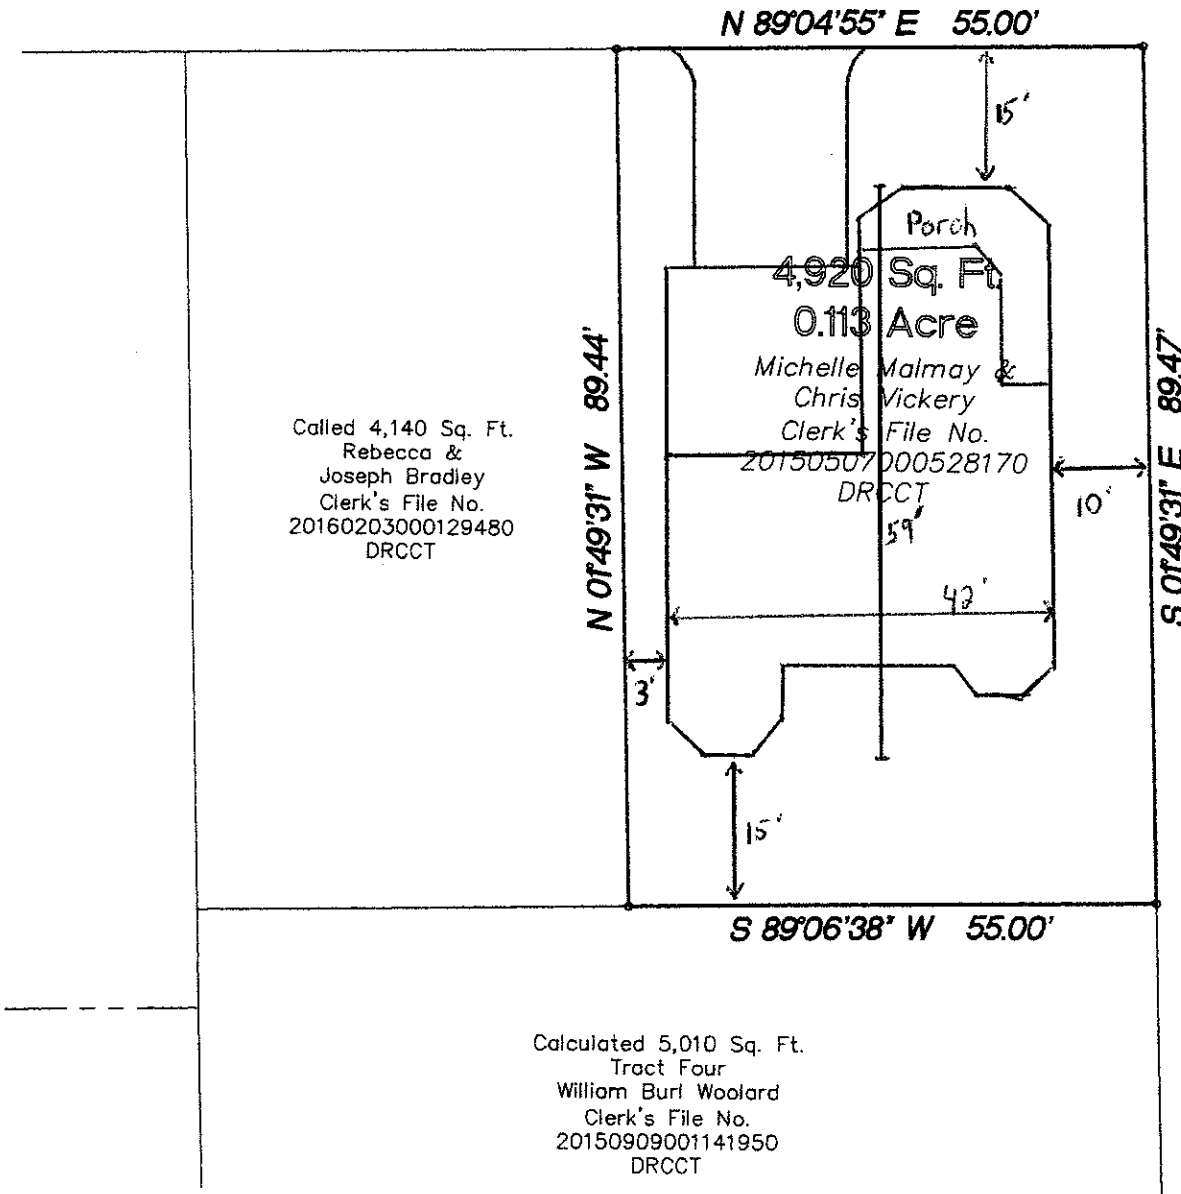 N 89°04'55" E 55.00'
15'
Porch
4,920 Sq. Ft.
0.113 Acre
Michelle Malmay &
Chris Vickery
Clerk's File No.
20150507000528170
DRCCT
N 01°49'31" W 89.44'
S 01°49'31" E 89.47'
Called 4,140 Sq. Ft.
Rebecca &
Joseph Bradley
Clerk's File No.
20160203000129480
DRCCT
10'
59'
42'
3'
15'
S 89°06'38" W 55.00'
Calculated 5,010 Sq. Ft.
Tract Four
William Burl Woolard
Clerk's File No.
20150909001141950
DRCCT